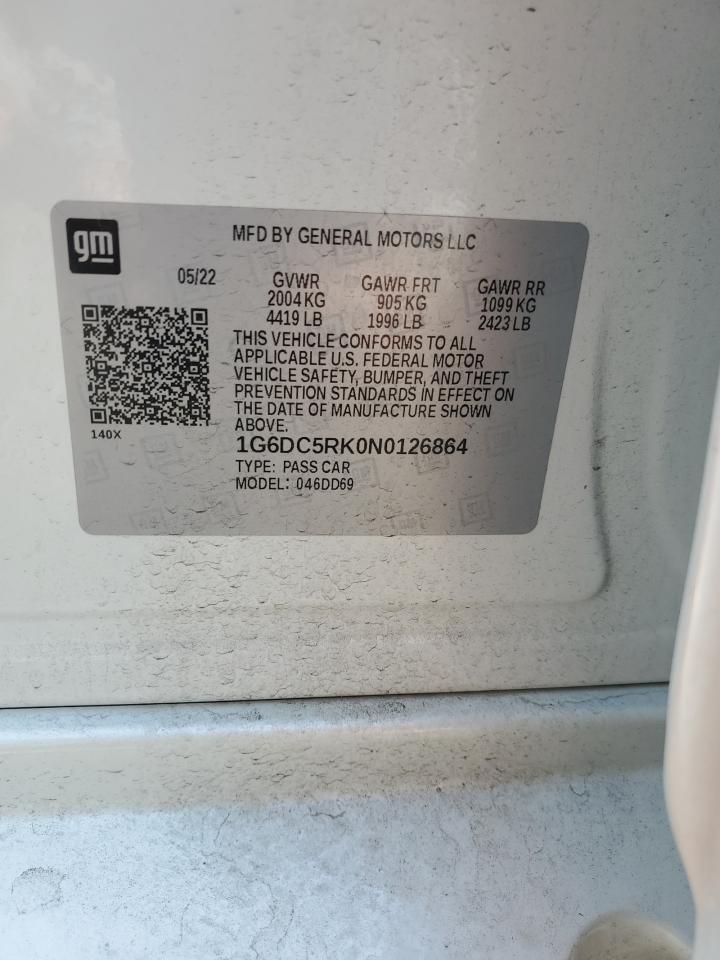 gm
MFD BY GENERAL MOTORS LLC
05/22
GVWR GAWR FRT GAWR RR
2004 KG 905 KG 1099 KG
4419 LB 1996 LB 2423 LB
THIS VEHICLE CONFORMS TO ALL
APPLICABLE U.S. FEDERAL MOTOR
VEHICLE SAFETY, BUMPER, AND THEFT
PREVENTION STANDARDS IN EFFECT ON
THE DATE OF MANUFACTURE SHOWN
ABOVE.
140X
1G6DC5RK0N0126864
TYPE: PASS CAR
MODEL: 046DD69